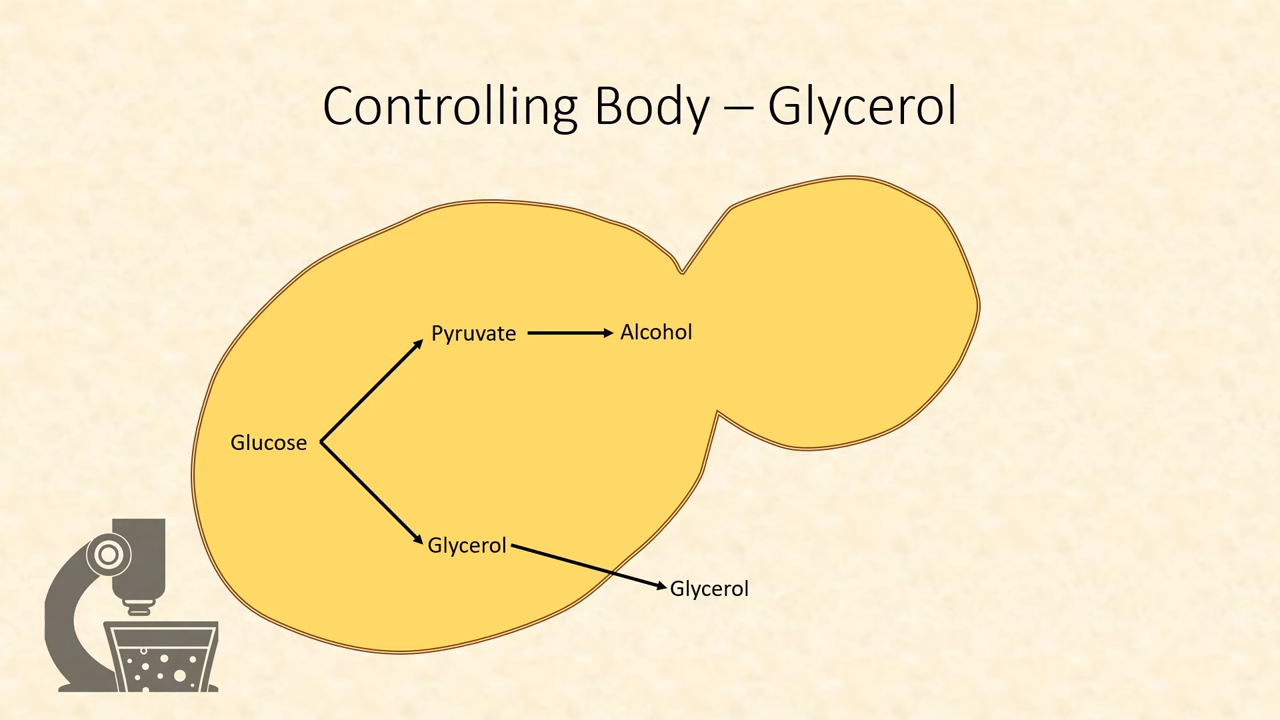 Controlling Body – Glycerol
Pyruvate
Alcohol
Glucose
Glycerol
Glycerol